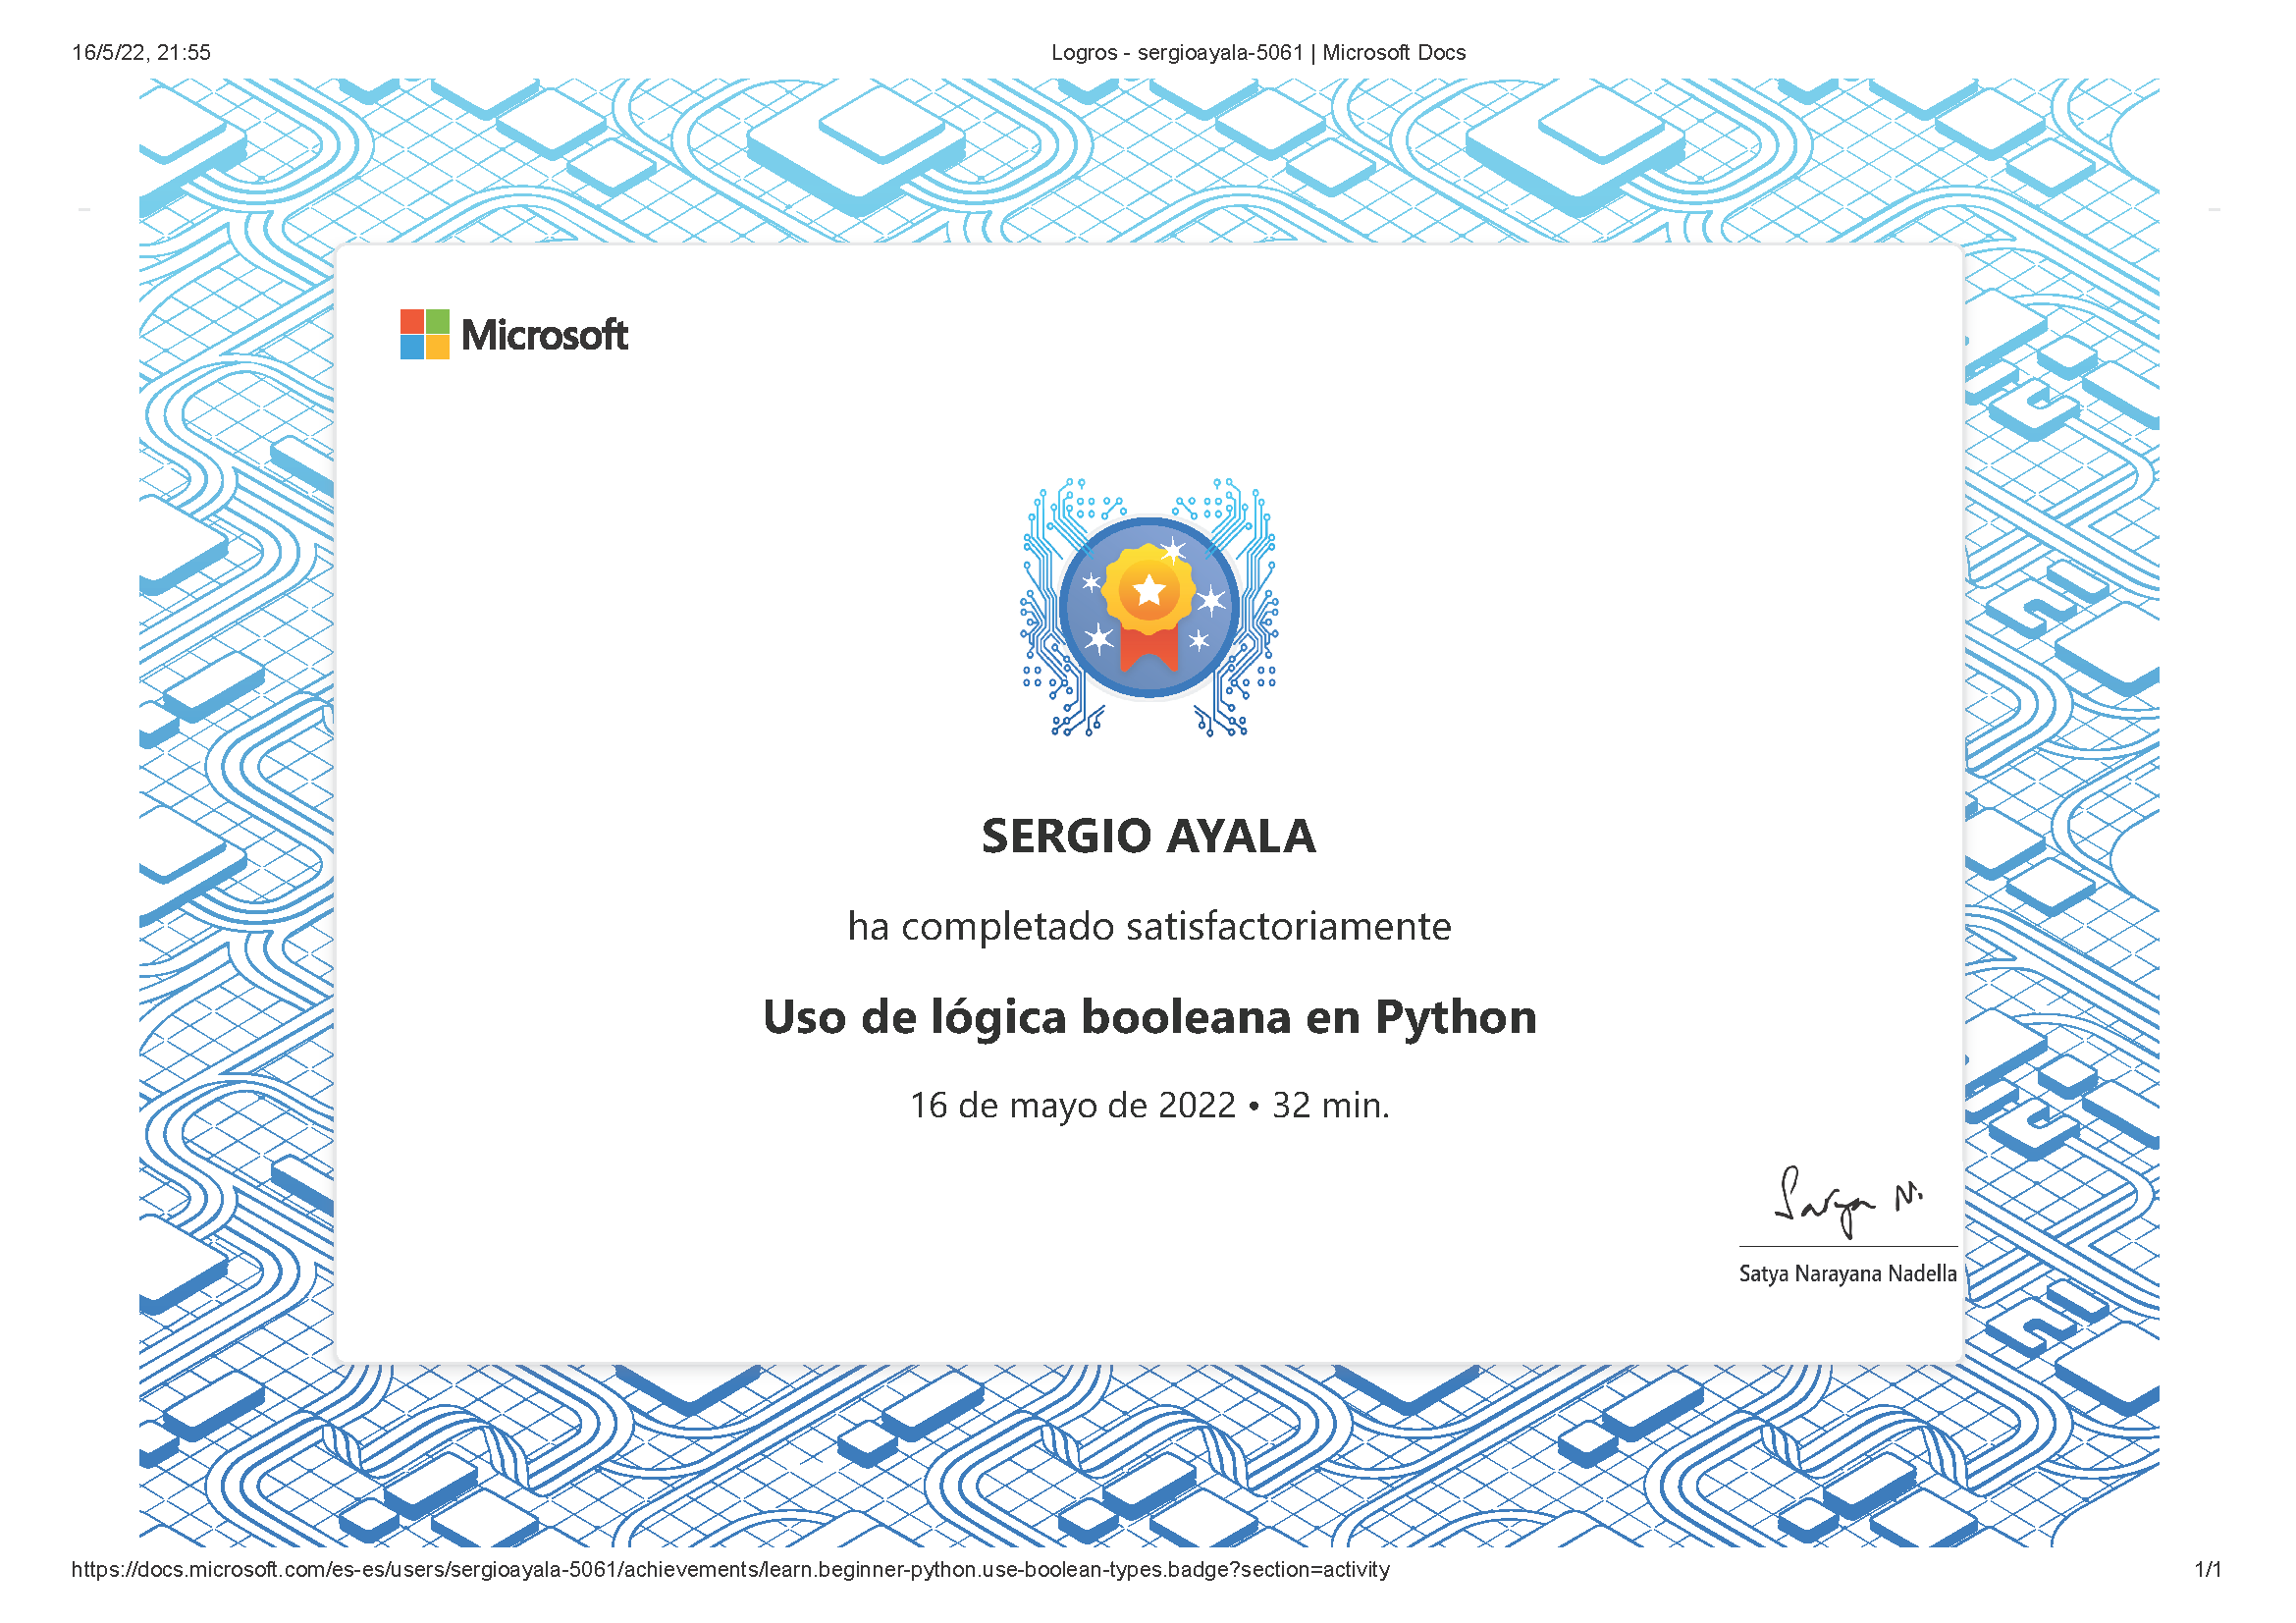 16/5/22, 21:55
Logros - sergioayala-5061 | Microsoft Docs
Microsoft
SERGIO AYALA
ha completado satisfactoriamente
Uso de lógica booleana en Python
16 de mayo de 2022 • 32 min.
Satya N.
Satya Narayana Nadella
https://docs.microsoft.com/es-es/users/sergioayala-5061/achievements/learn.beginner-python.use-boolean-types.badge?section=activity
1/1